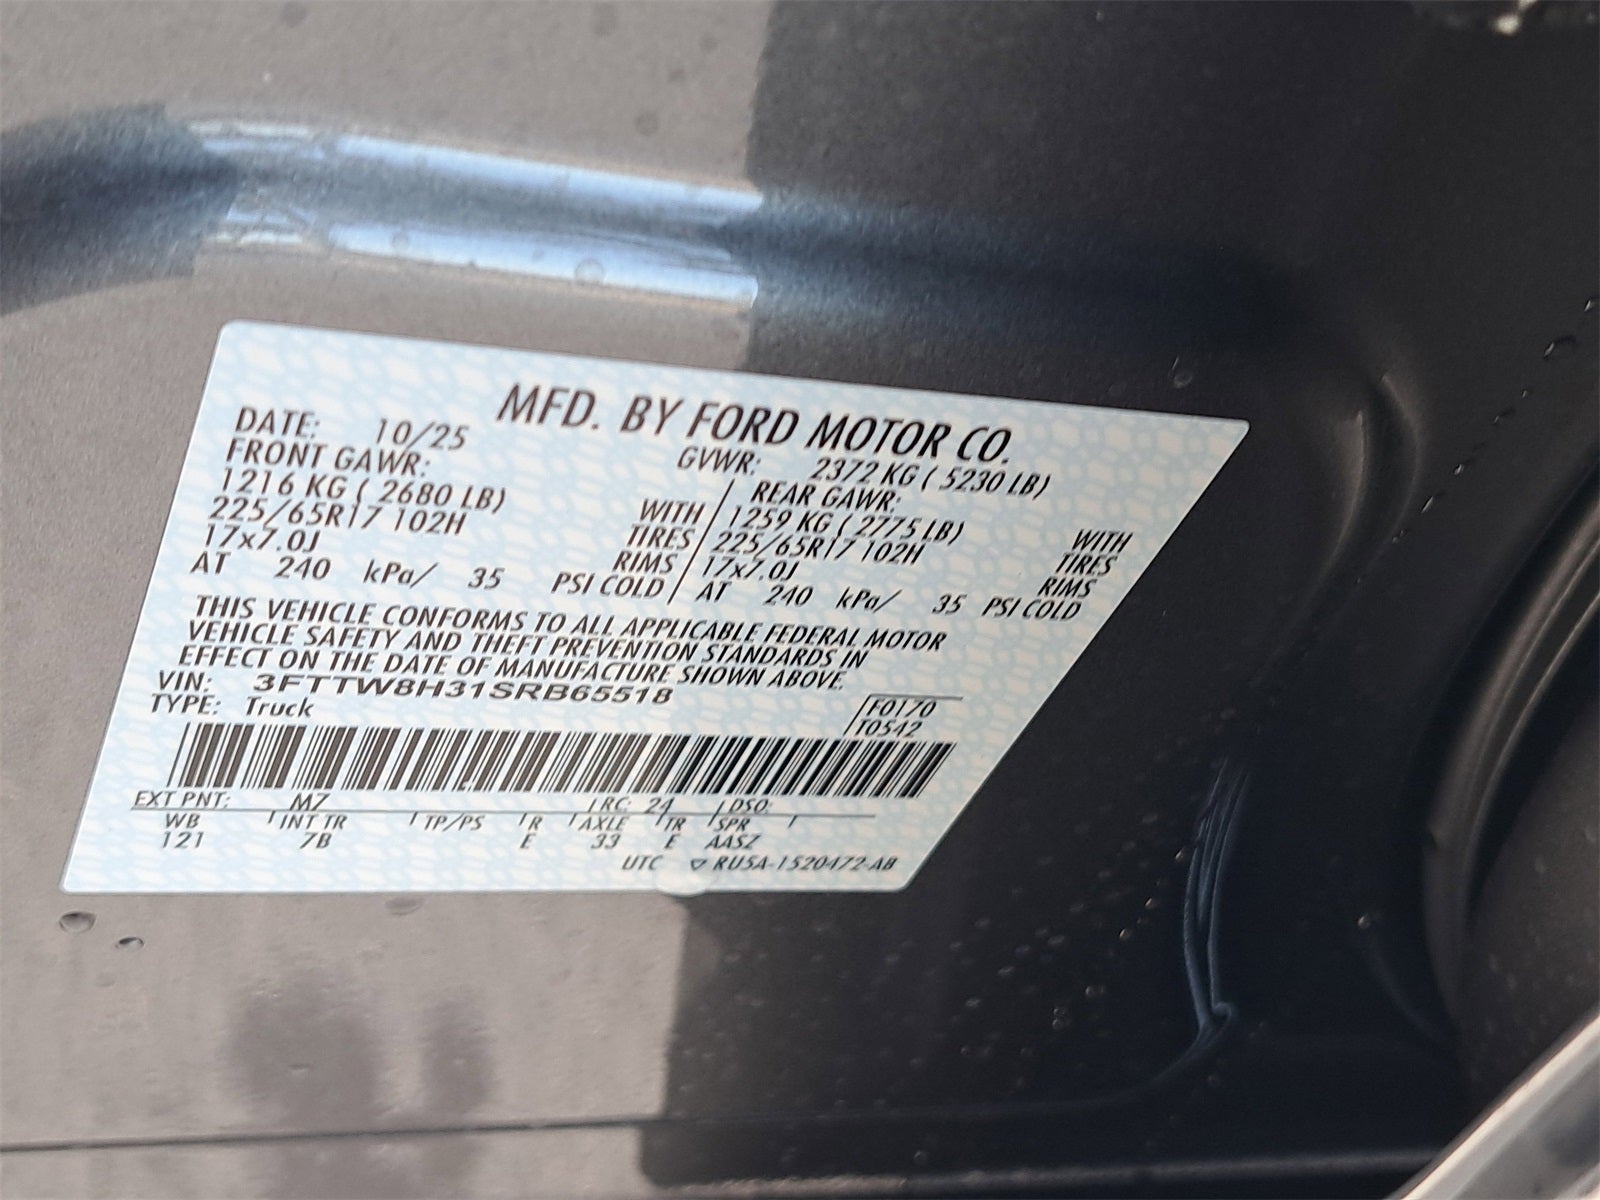 MFD. BY FORD MOTOR CO.
DATE: 10/25 GVWR: 2372 KG ( 5230 LB)
FRONT GAWR: REAR GAWR:
1216 KG ( 2680 LB) WITH 1259 KG ( 2775 LB) WITH
225/65R17 102H TIRES 225/65R17 102H TIRES
17x7.0J RIMS 17x7.0J RIMS
AT 240 kPa/ 35 PSI COLD AT 240 kPa/ 35 PSI COLD
THIS VEHICLE CONFORMS TO ALL APPLICABLE FEDERAL MOTOR
VEHICLE SAFETY AND THEFT PREVENTION STANDARDS IN
EFFECT ON THE DATE OF MANUFACTURE SHOWN ABOVE.
VIN: 3FTTW8H31SRB65518
TYPE: Truck F0170
T0542
EXT PNT: M7 RC: 24 DSO:
WB INT TR TP/PS R AXLE TR SPR
121 7B E 33 E AASZ
UTC RU5A-1520472-AB